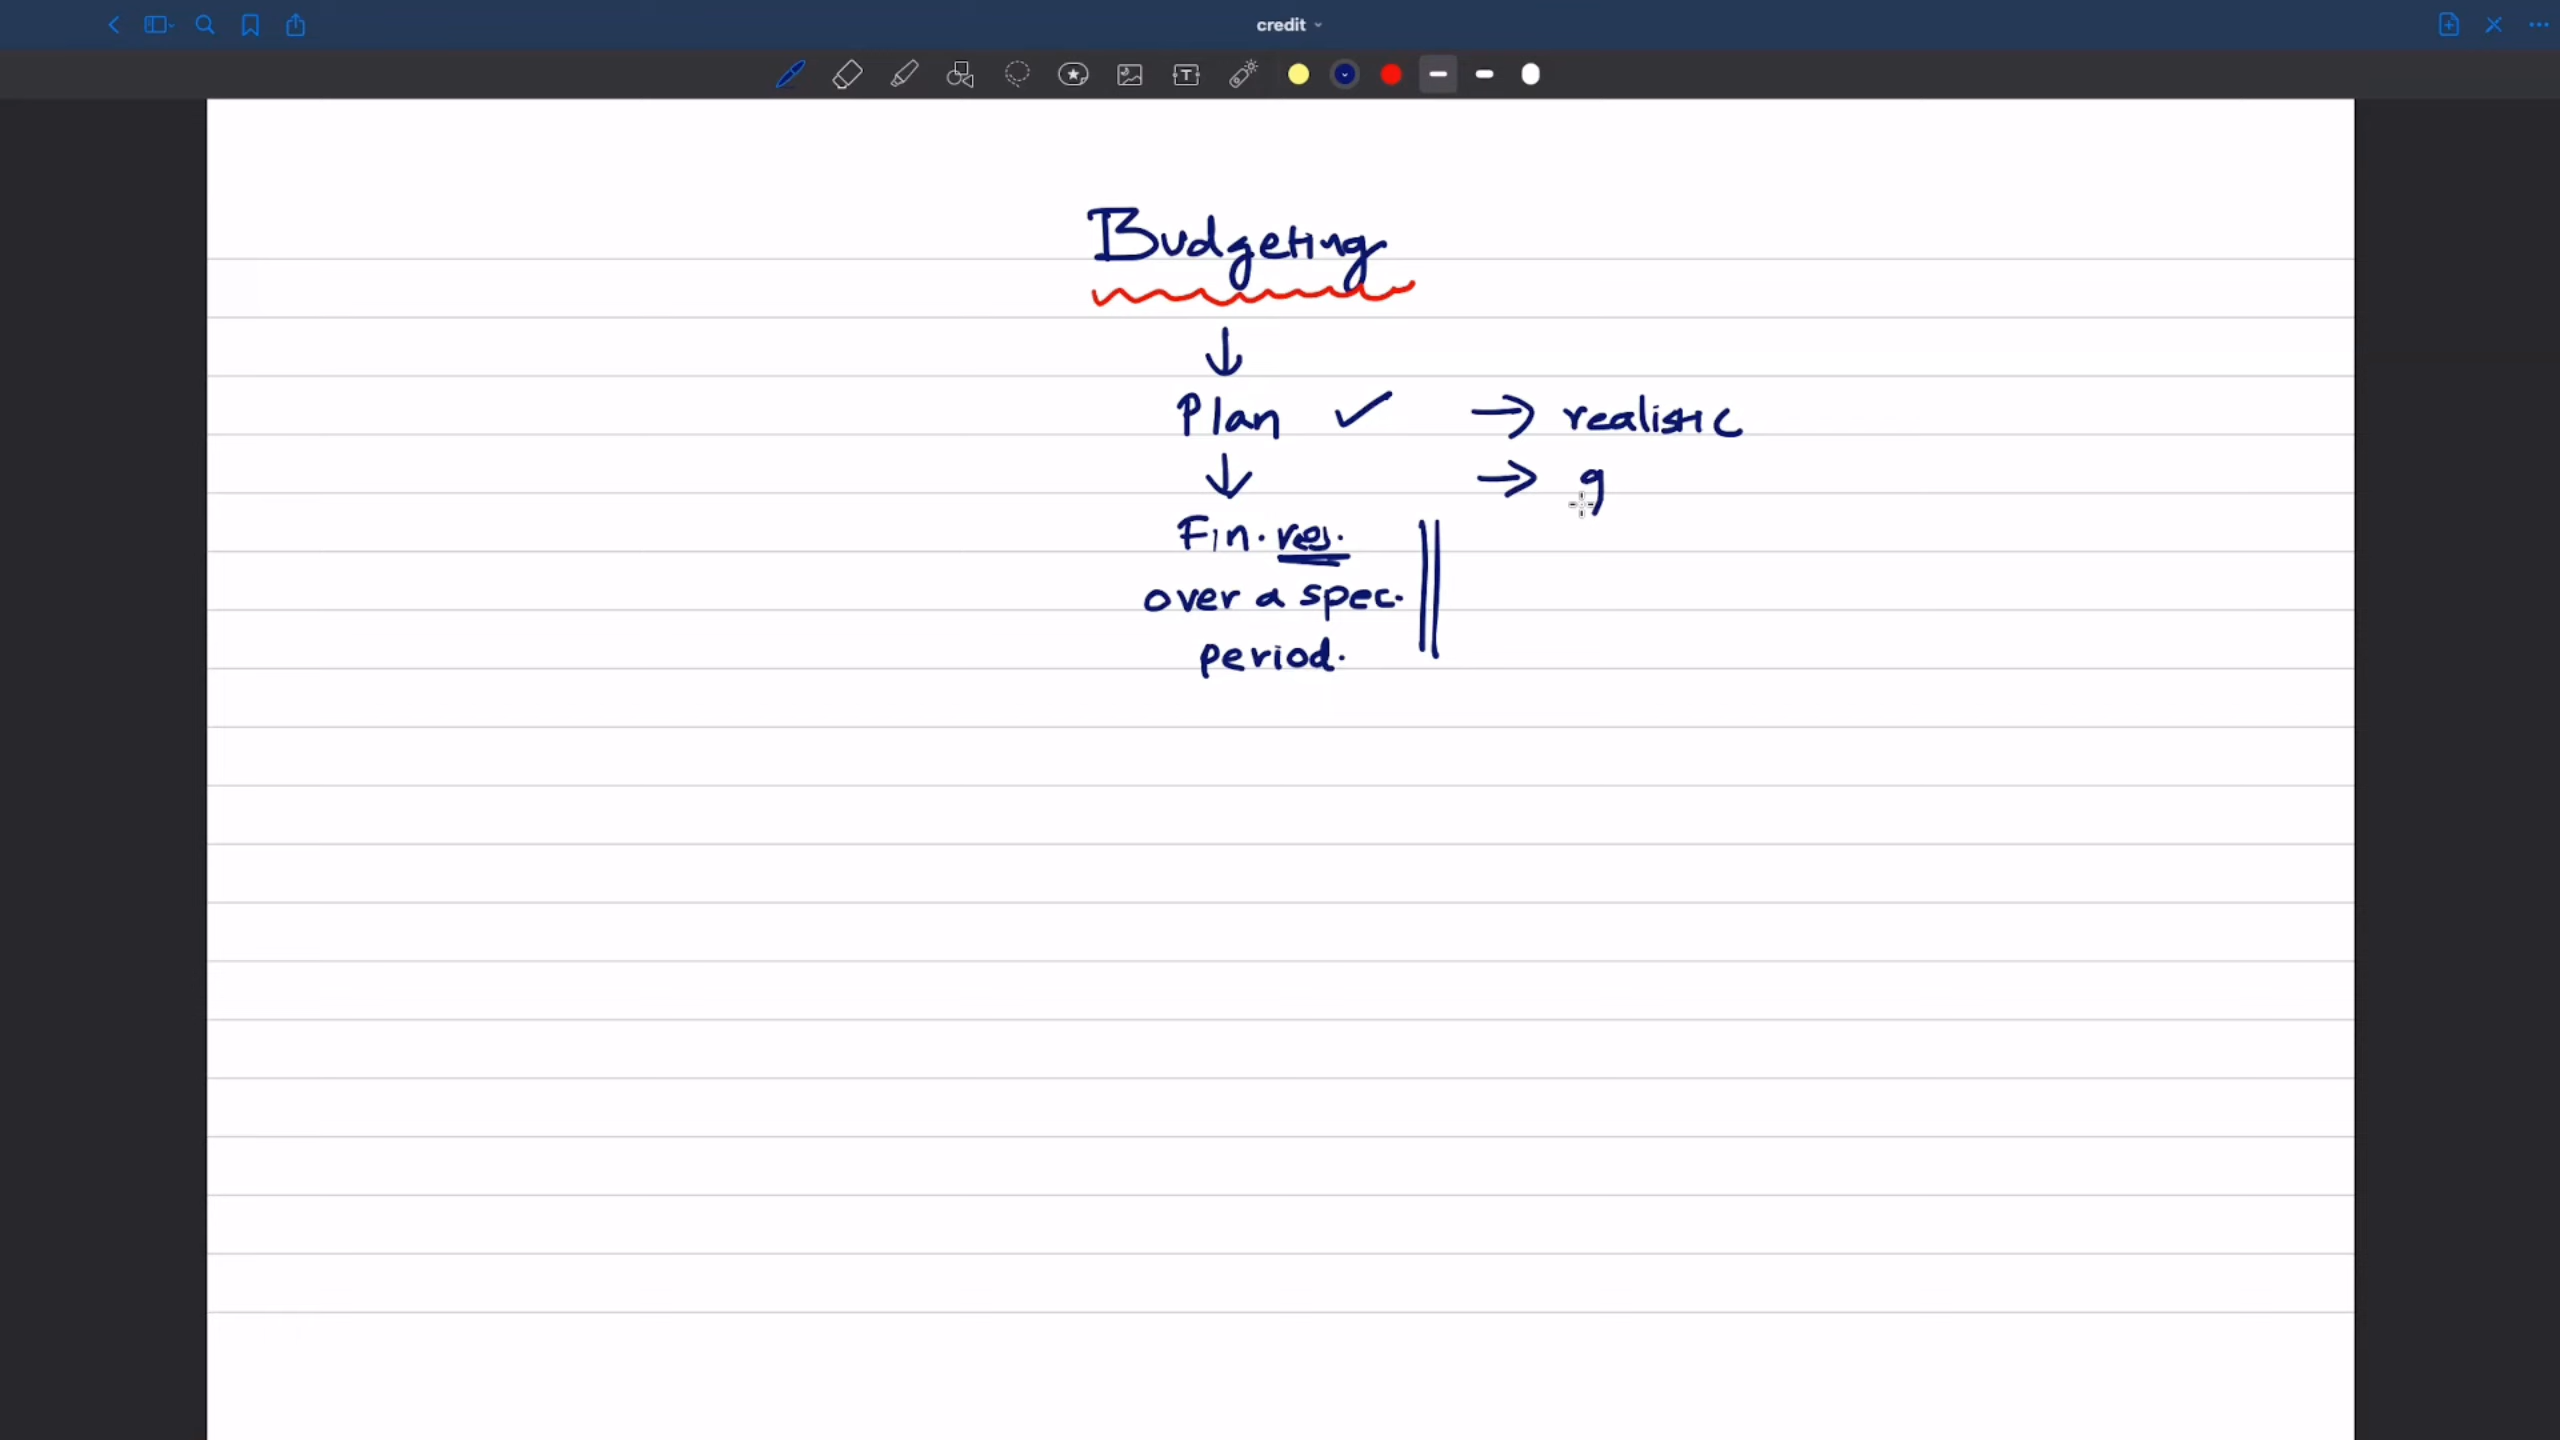 credit
Budgeting
↓
Plan ✓ → realistic
↓ → g
Fin. res.
over a spec.
period.